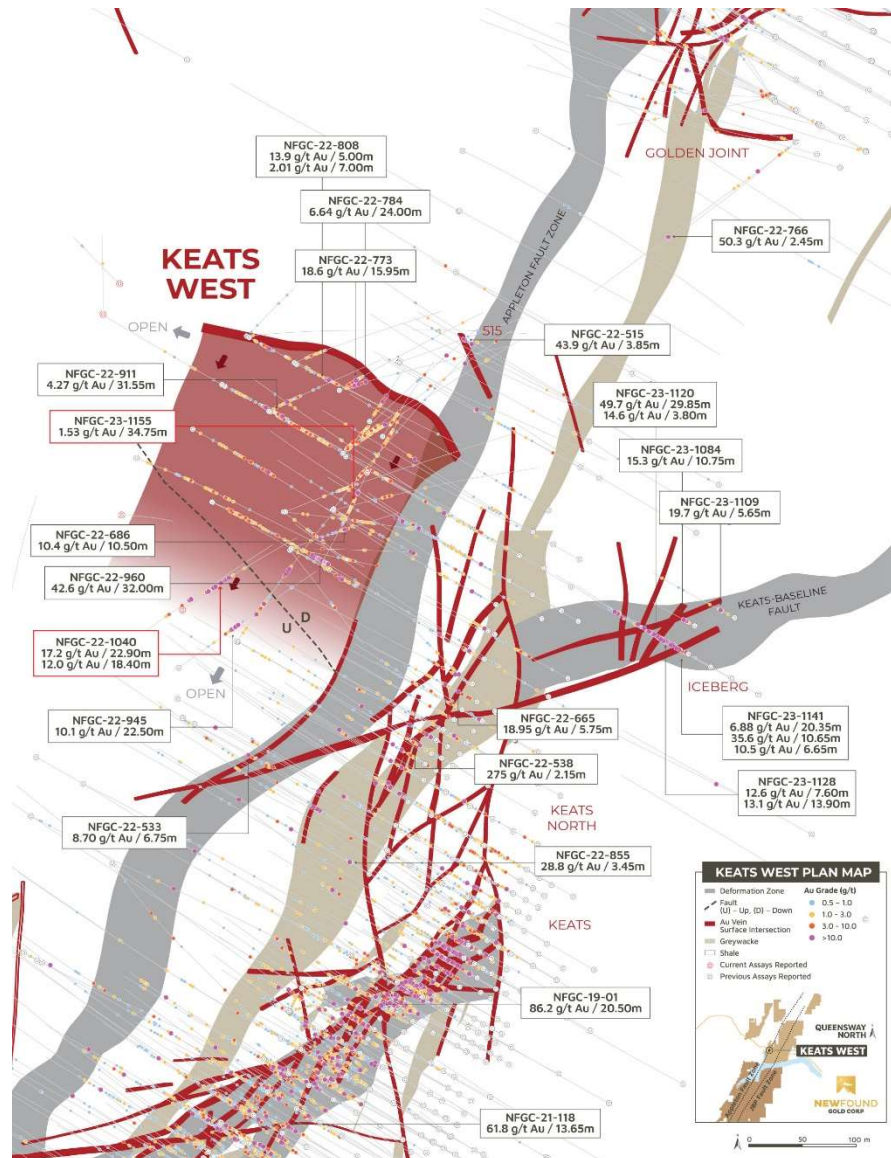 NFGC-22-808
13.9 g/t Au / 5.00m
2.01 g/t Au / 7.00m
NFGC-22-784
6.64 g/t Au / 24.00m
NFGC-22-773
18.6 g/t Au / 15.95m
GOLDEN JOINT
NFGC-22-766
50.3 g/t Au / 2.45m
APPLETON FAULT ZONE
KEATS
WEST
OPEN
515
NFGC-22-515
43.9 g/t Au / 3.85m
NFGC-22-911
4.27 g/t Au / 31.55m
NFGC-23-1155
1.53 g/t Au / 34.75m
NFGC-23-1120
49.7 g/t Au / 29.85m
14.6 g/t Au / 3.80m
NFGC-23-1084
15.3 g/t Au / 10.75m
NFGC-23-1109
19.7 g/t Au / 5.65m
NFGC-22-686
10.4 g/t Au / 10.50m
NFGC-22-960
42.6 g/t Au / 32.00m
KEATS-BASELINE
FAULT
U D
NFGC-22-1040
17.2 g/t Au / 22.90m
12.0 g/t Au / 18.40m
OPEN
ICEBERG
NFGC-22-945
10.1 g/t Au / 22.50m
NFGC-22-665
18.95 g/t Au / 5.75m
NFGC-23-1141
6.88 g/t Au / 20.35m
35.6 g/t Au / 10.65m
10.5 g/t Au / 6.65m
NFGC-22-538
275 g/t Au / 2.15m
NFGC-23-1128
12.6 g/t Au / 7.60m
13.1 g/t Au / 13.90m
KEATS
NORTH
NFGC-22-533
8.70 g/t Au / 6.75m
NFGC-22-855
28.8 g/t Au / 3.45m
KEATS
NFGC-19-01
86.2 g/t Au / 20.50m
NFGC-21-118
61.8 g/t Au / 13.65m
KEATS WEST PLAN MAP
Deformation Zone
Fault
(U) – Up, (D) – Down
Au Vein
Surface Intersection
Greywacke
Shale
Current Assays Reported
Previous Assays Reported
Au Grade (g/t)
0.5 – 1.0
1.0 - 3.0
3.0 - 10.0
>10.0
QUEENSWAY
NORTH
KEATS WEST
Appleton Fault Zone
JBP Fault Zone
NEWFOUND
GOLD CORP
0 50 100 m